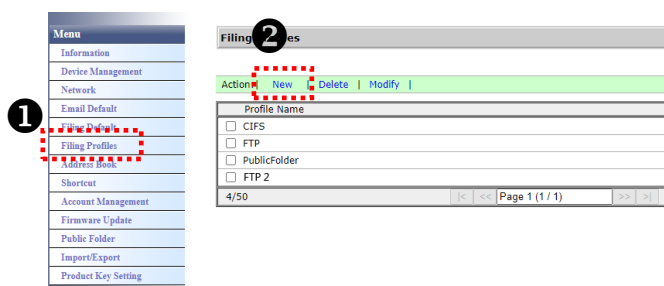 Menu
Information
Device Management
Network
Email Default
Filing Default
Filing Profiles
Address Book
Shortcut
Account Management
Firmware Update
Public Folder
Import/Export
Product Key Setting
1
2
Filing
Action: | New | Delete | Modify |
Profile Name
CIFS
FTP
PublicFolder
FTP 2
4/50 |< << Page 1 (1 / 1) >> >|